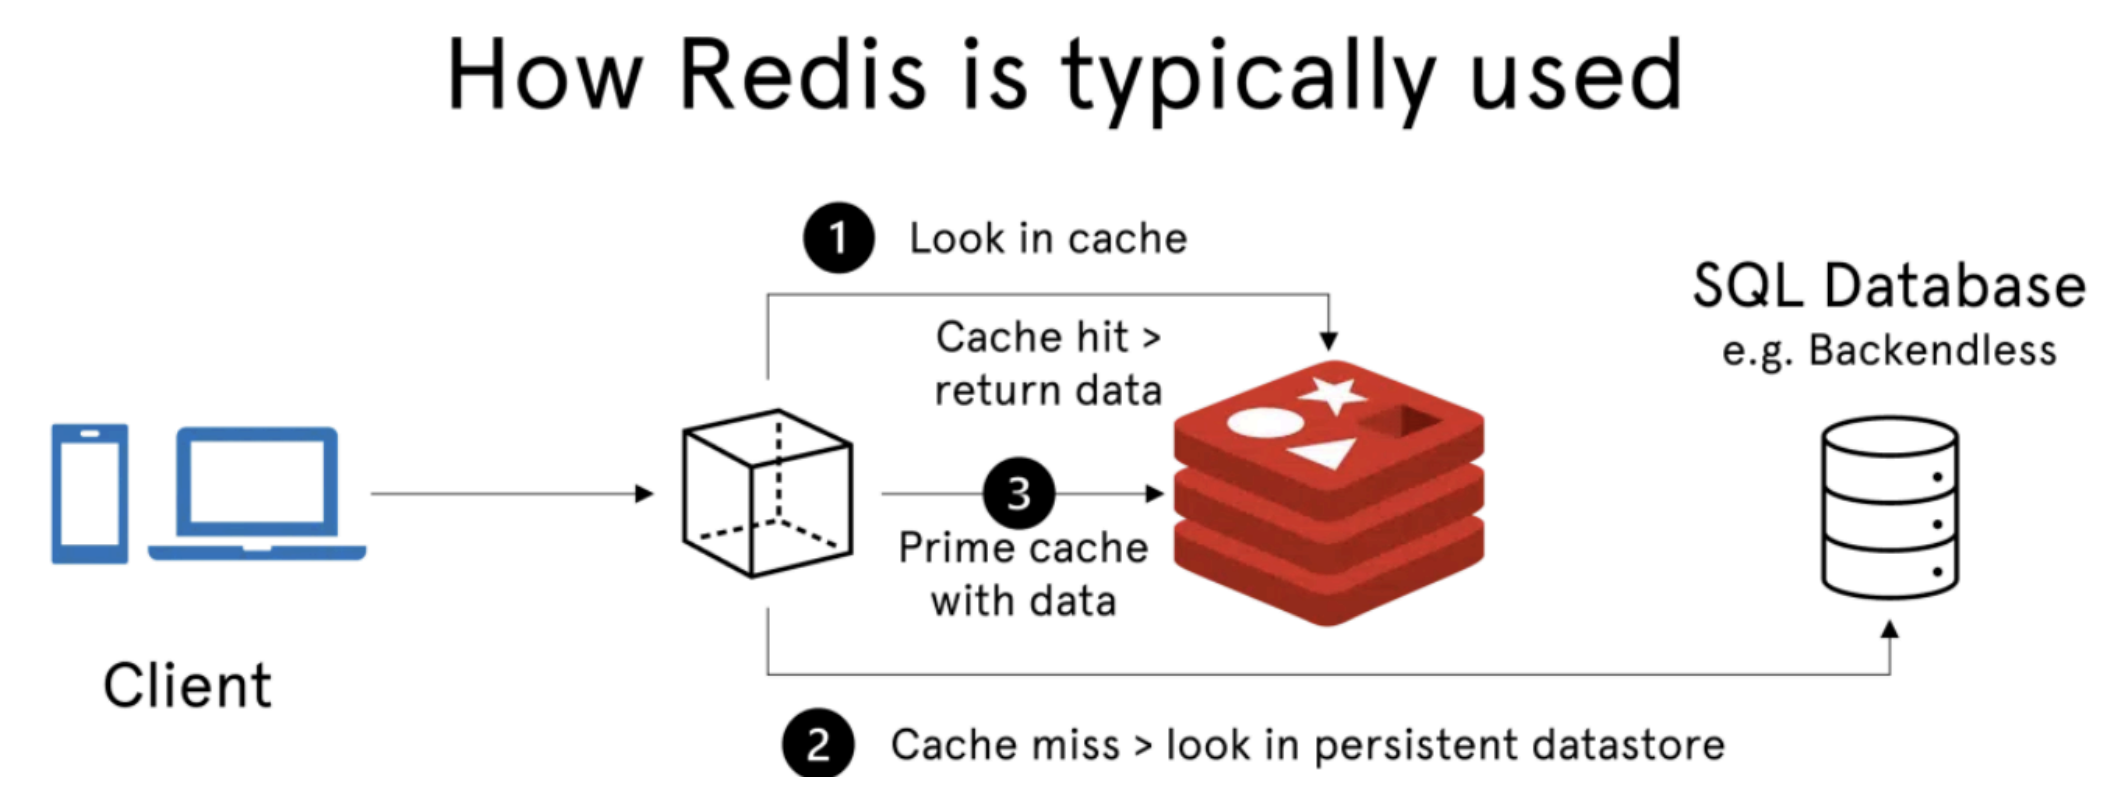 How Redis is typically used
1 Look in cache
Cache hit >
return data
SQL Database
e.g. Backendless
3
Prime cache
with data
Client
2 Cache miss > look in persistent datastore